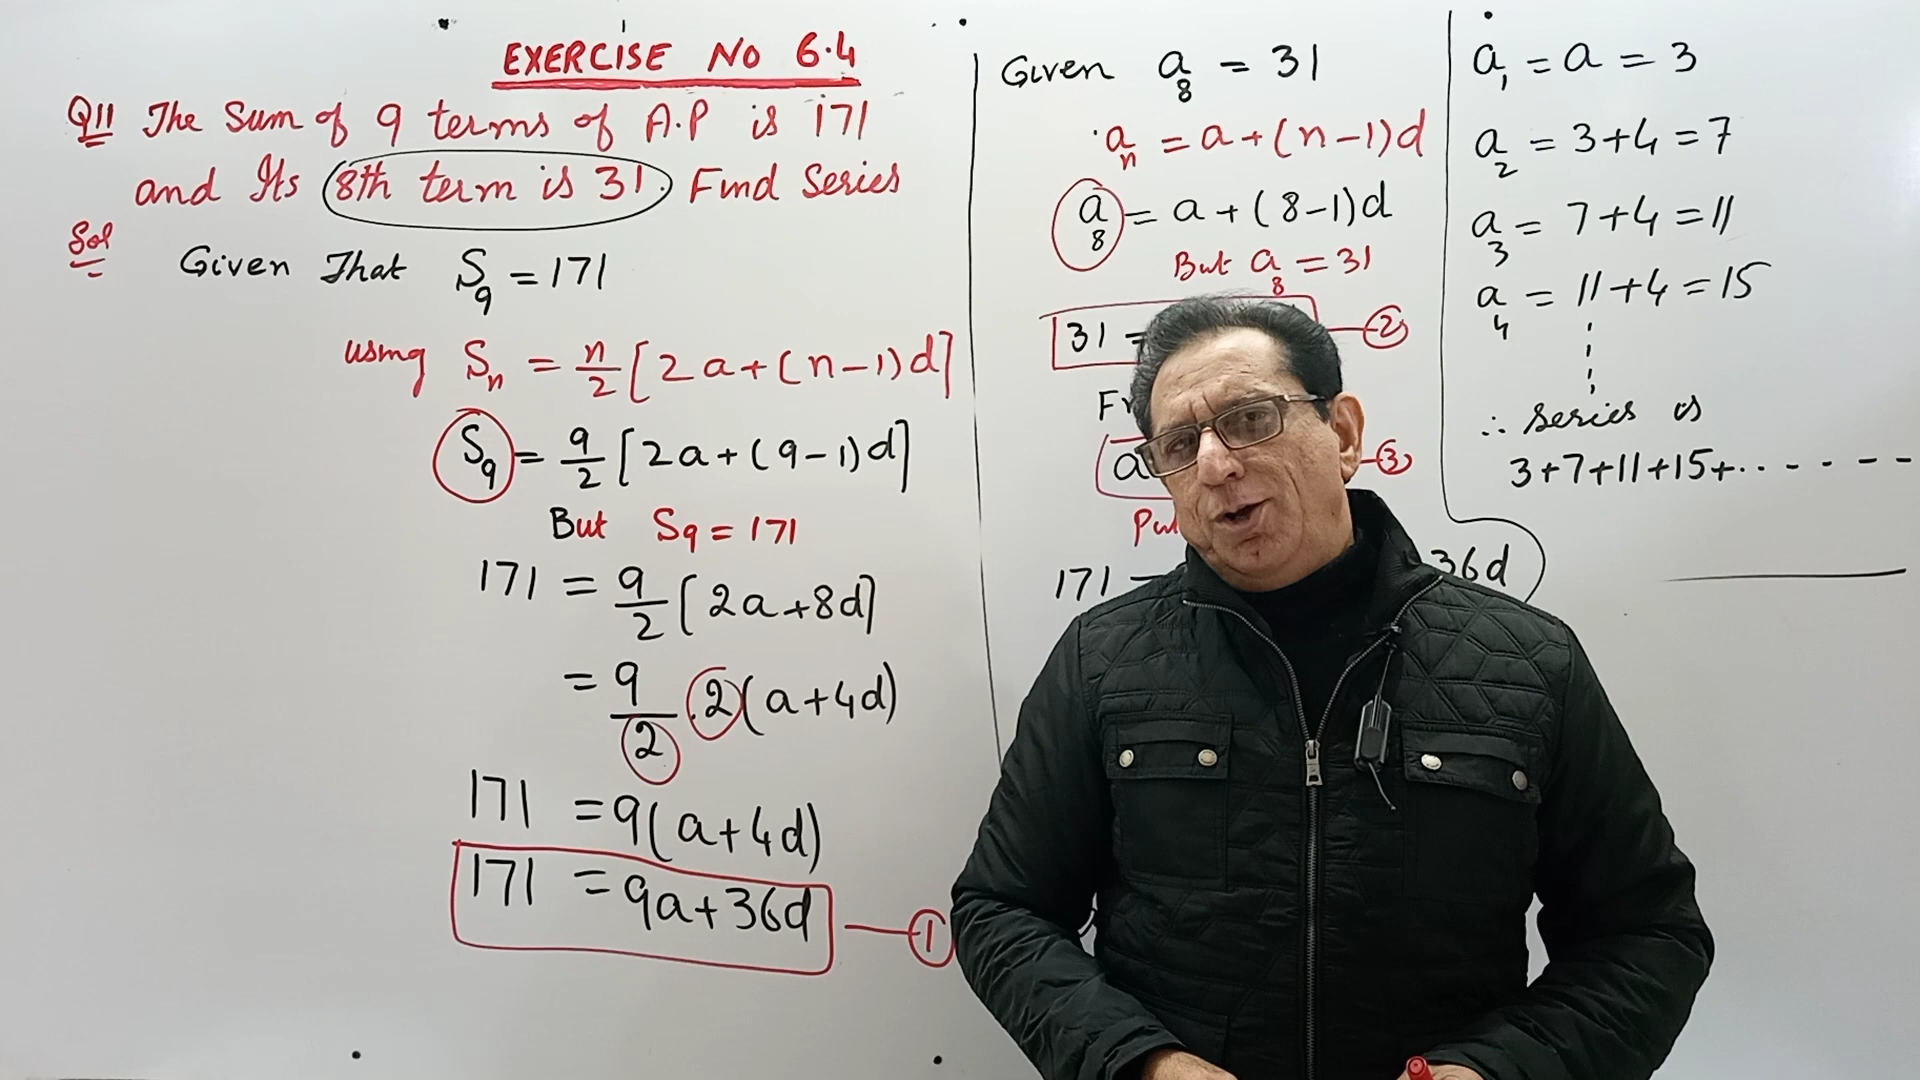 EXERCISE NO 6.4
Q11 The Sum of 9 terms of A.P is 171
and Its 8th term is 31. Find Series
Sol
Given That S₉ = 171
using Sₙ = n/2 [2a+(n-1)d]
S₉ = 9/2 [2a+(9-1)d]
But S₉ = 171
171 = 9/2 [2a+8d]
= 9/2 . 2(a+4d)
171 = 9(a+4d)
171 = 9a+36d — 1
Given a₈ = 31
aₙ = a+(n-1)d
a₈ = a+(8-1)d
But a₈ = 31
31 = — 2
a — 3
171 = 36d
a₁ = a = 3
a₂ = 3+4 = 7
a₃ = 7+4 = 11
a₄ = 11+4 = 15
∴ Series is
3+7+11+15+.......